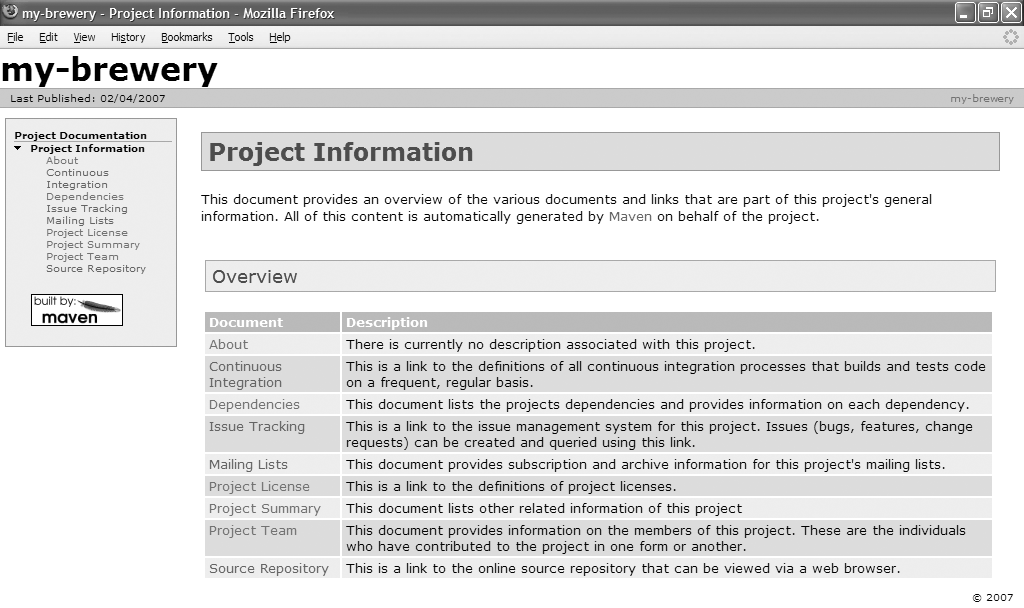 my-brewery - Project Information - Mozilla Firefox
File Edit View History Bookmarks Tools Help
my-brewery
Last Published: 02/04/2007
my-brewery
Project Documentation
Project Information
About
Continuous
Integration
Dependencies
Issue Tracking
Mailing Lists
Project License
Project Summary
Project Team
Source Repository
built by:
maven
Project Information
This document provides an overview of the various documents and links that are part of this project's general
information. All of this content is automatically generated by Maven on behalf of the project.
Overview
Document Description
About There is currently no description associated with this project.
Continuous This is a link to the definitions of all continuous integration processes that builds and tests code
Integration on a frequent, regular basis.
Dependencies This document lists the projects dependencies and provides information on each dependency.
Issue Tracking This is a link to the issue management system for this project. Issues (bugs, features, change
requests) can be created and queried using this link.
Mailing Lists This document provides subscription and archive information for this project's mailing lists.
Project License This is a link to the definitions of project licenses.
Project Summary This document lists other related information of this project
Project Team This document provides information on the members of this project. These are the individuals
who have contributed to the project in one form or another.
Source Repository This is a link to the online source repository that can be viewed via a web browser.
© 2007